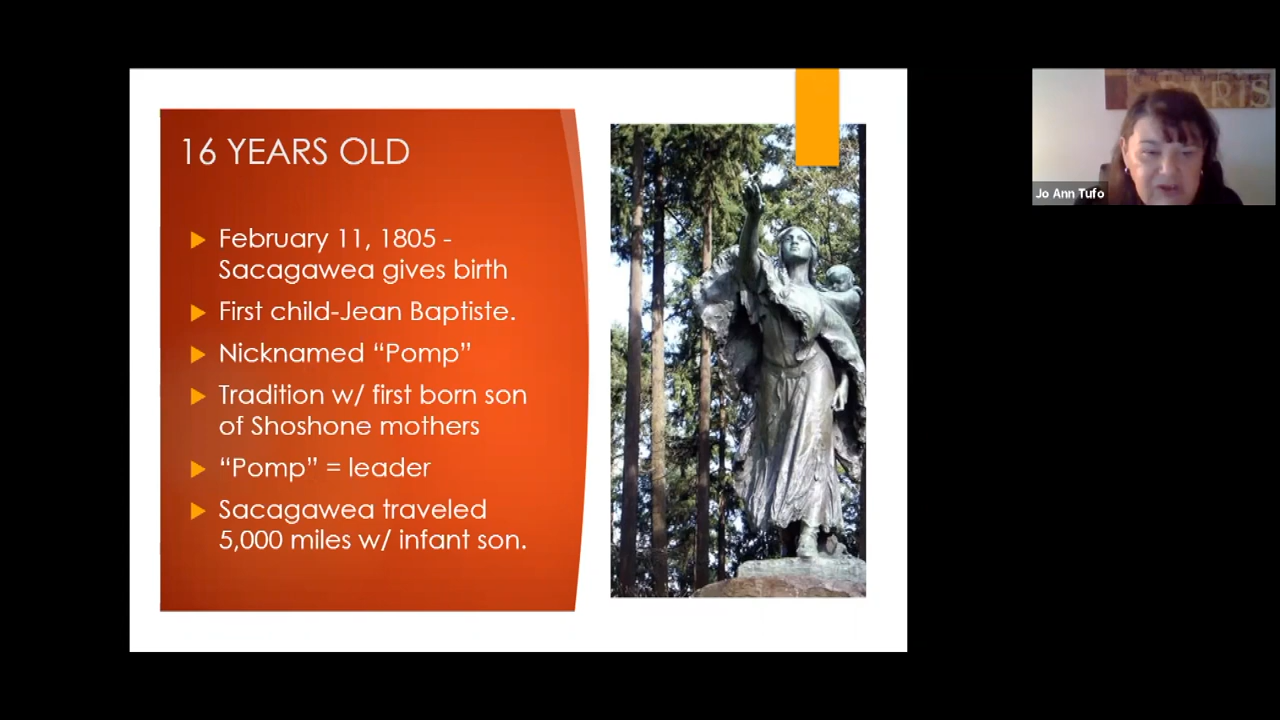 16 YEARS OLD
February 11, 1805 -
Sacagawea gives birth
First child-Jean Baptiste.
Nicknamed “Pomp”
Tradition w/ first born son
of Shoshone mothers
“Pomp” = leader
Sacagawea traveled
5,000 miles w/ infant son.
Jo Ann Tufo